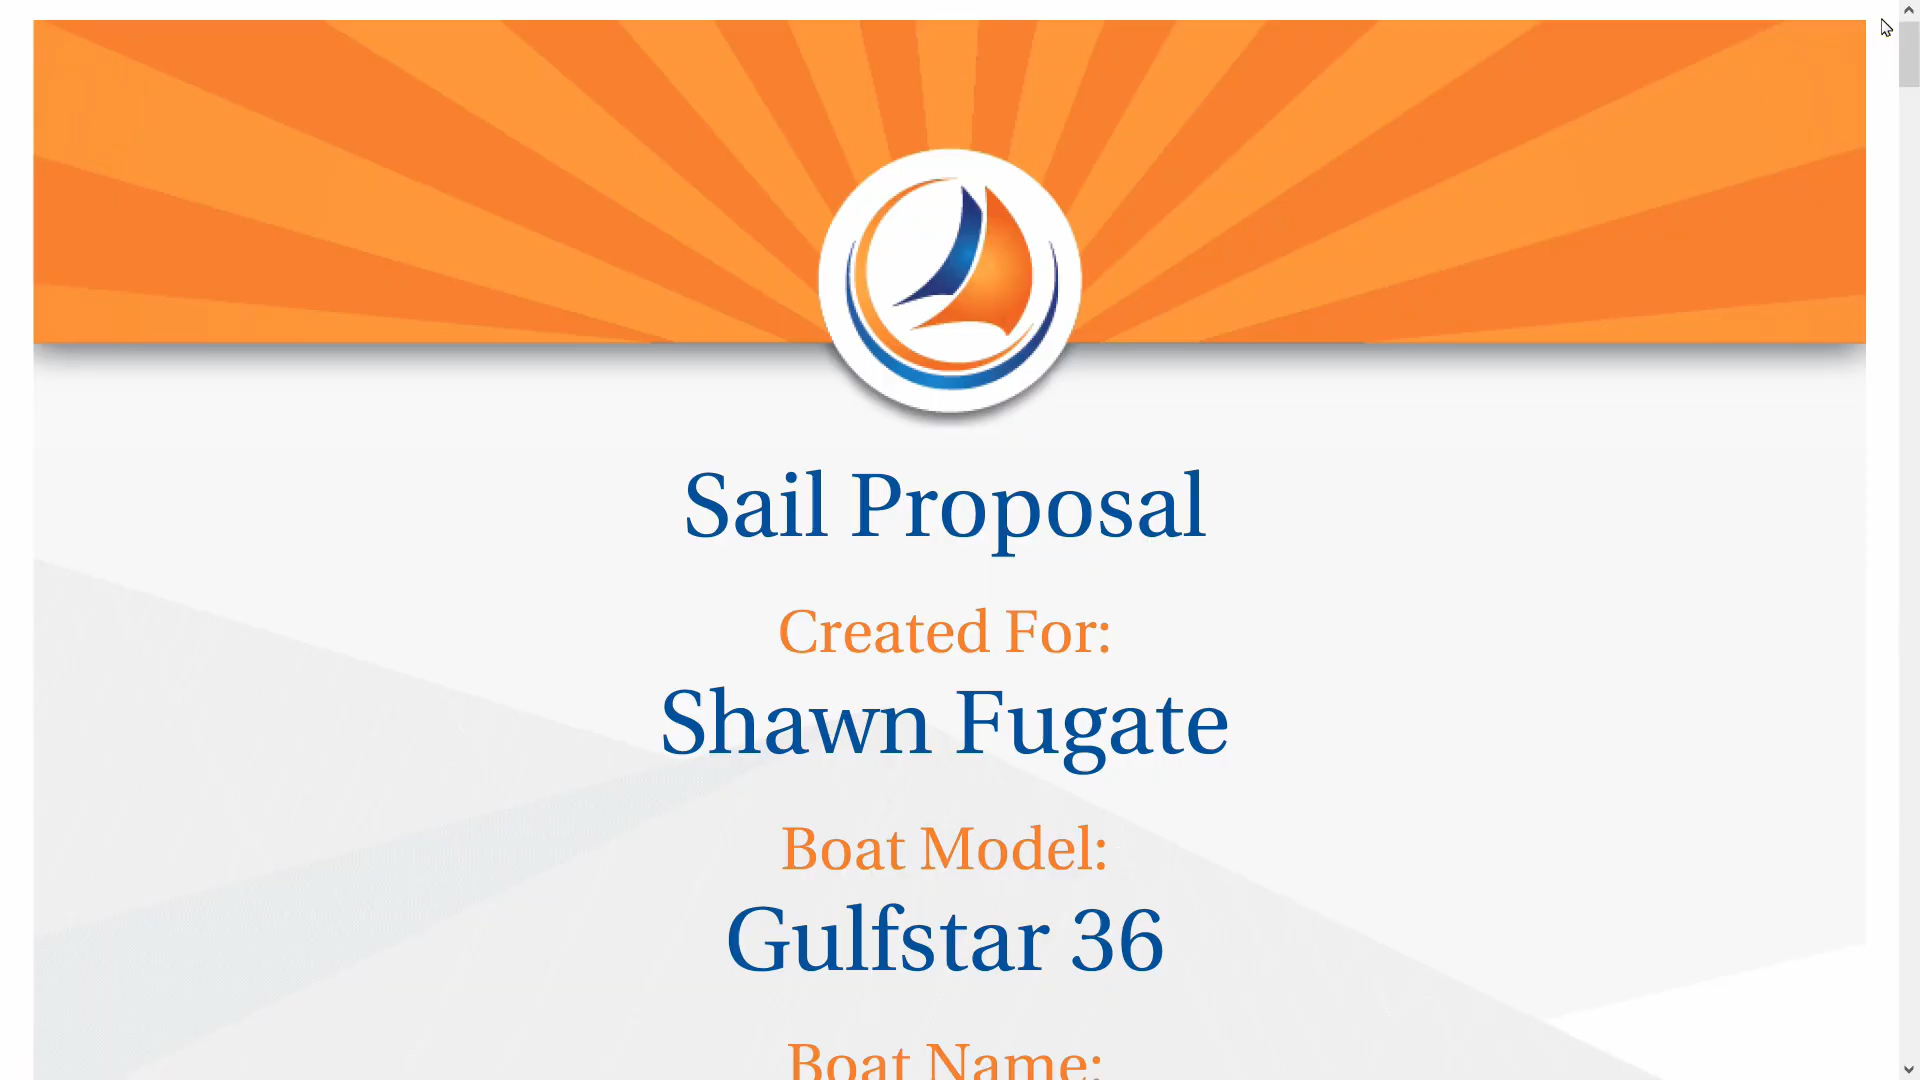 Sail Proposal
Created For:
Shawn Fugate
Boat Model:
Gulfstar 36
Boat Name: